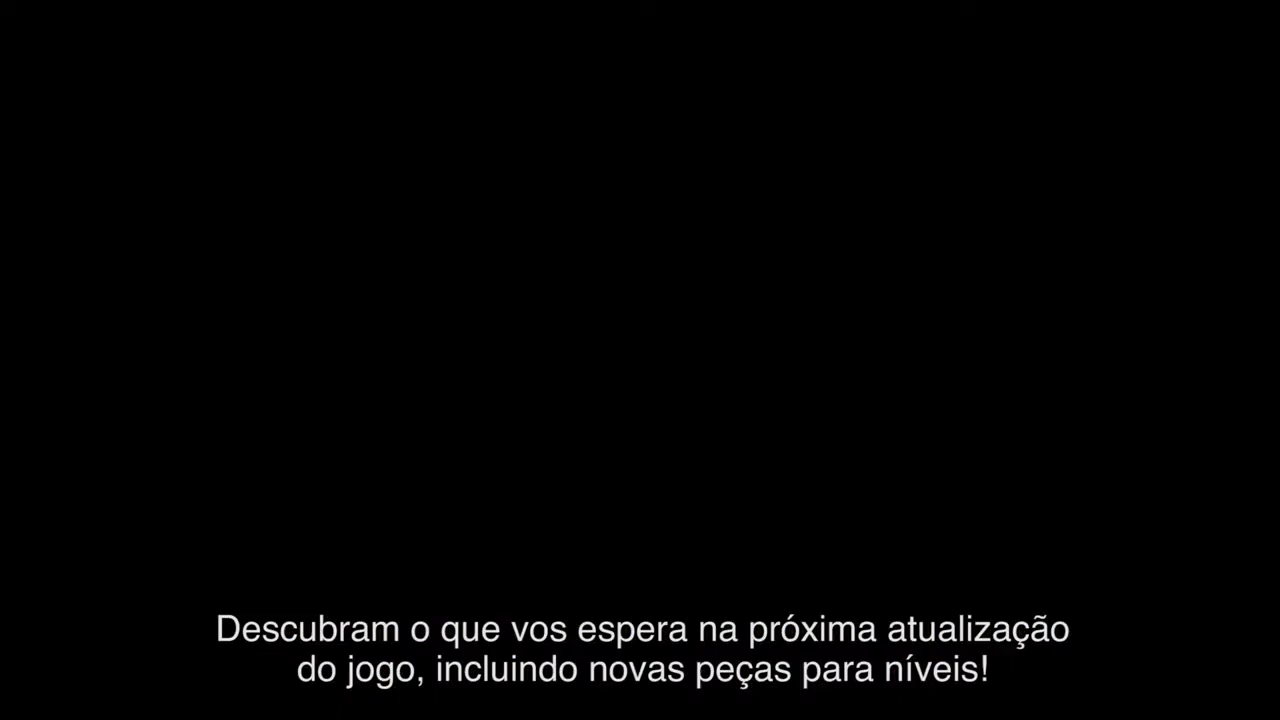 Descubram o que vos espera na próxima atualização
do jogo, incluindo novas peças para níveis!